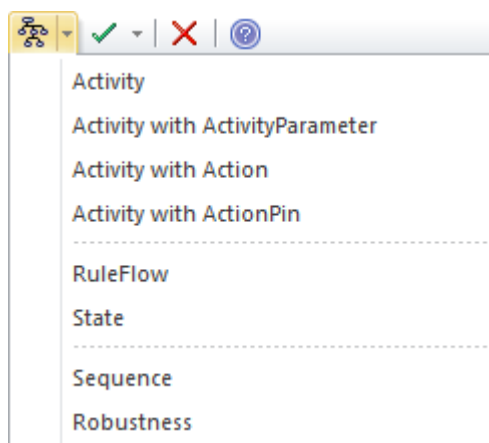 Activity
Activity with ActivityParameter
Activity with Action
Activity with ActionPin
RuleFlow
State
Sequence
Robustness